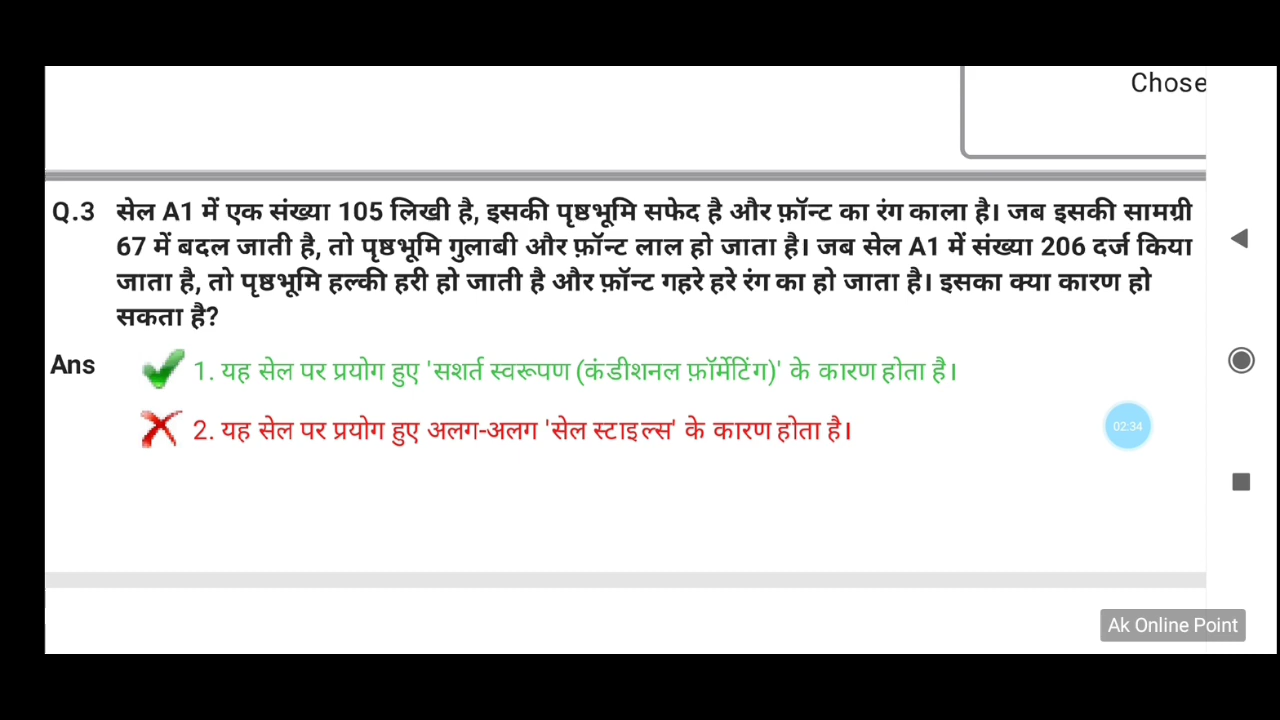 Chose
Q.3 सेल A1 में एक संख्या 105 लिखी है, इसकी पृष्ठभूमि सफेद है और फ़ॉन्ट का रंग काला है। जब इसकी सामग्री
67 में बदल जाती है, तो पृष्ठभूमि गुलाबी और फ़ॉन्ट लाल हो जाता है। जब सेल A1 में संख्या 206 दर्ज किया
जाता है, तो पृष्ठभूमि हल्की हरी हो जाती है और फ़ॉन्ट गहरे हरे रंग का हो जाता है। इसका क्या कारण हो
सकता है?
Ans 1. यह सेल पर प्रयोग हुए 'सशर्त स्वरूपण (कंडीशनल फ़ॉर्मेटिंग)' के कारण होता है।
2. यह सेल पर प्रयोग हुए अलग-अलग 'सेल स्टाइल्स' के कारण होता है।
02:34
Ak Online Point